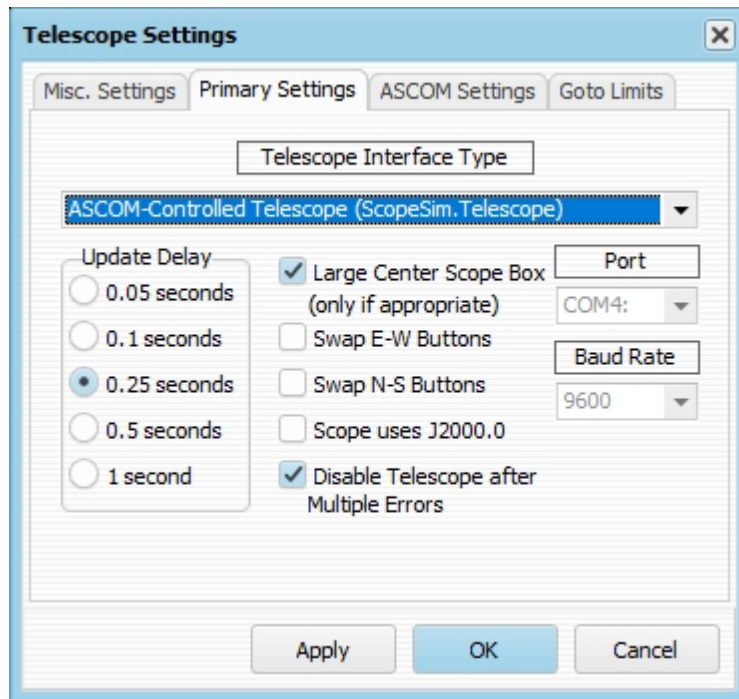 Telescope Settings
Misc. Settings Primary Settings ASCOM Settings Goto Limits
Telescope Interface Type
ASCOM-Controlled Telescope (ScopeSim.Telescope)
Update Delay
0.05 seconds
0.1 seconds
0.25 seconds
0.5 seconds
1 second
Large Center Scope Box
(only if appropriate)
Swap E-W Buttons
Swap N-S Buttons
Scope uses J2000.0
Disable Telescope after
Multiple Errors
Port
COM4:
Baud Rate
9600
Apply OK Cancel